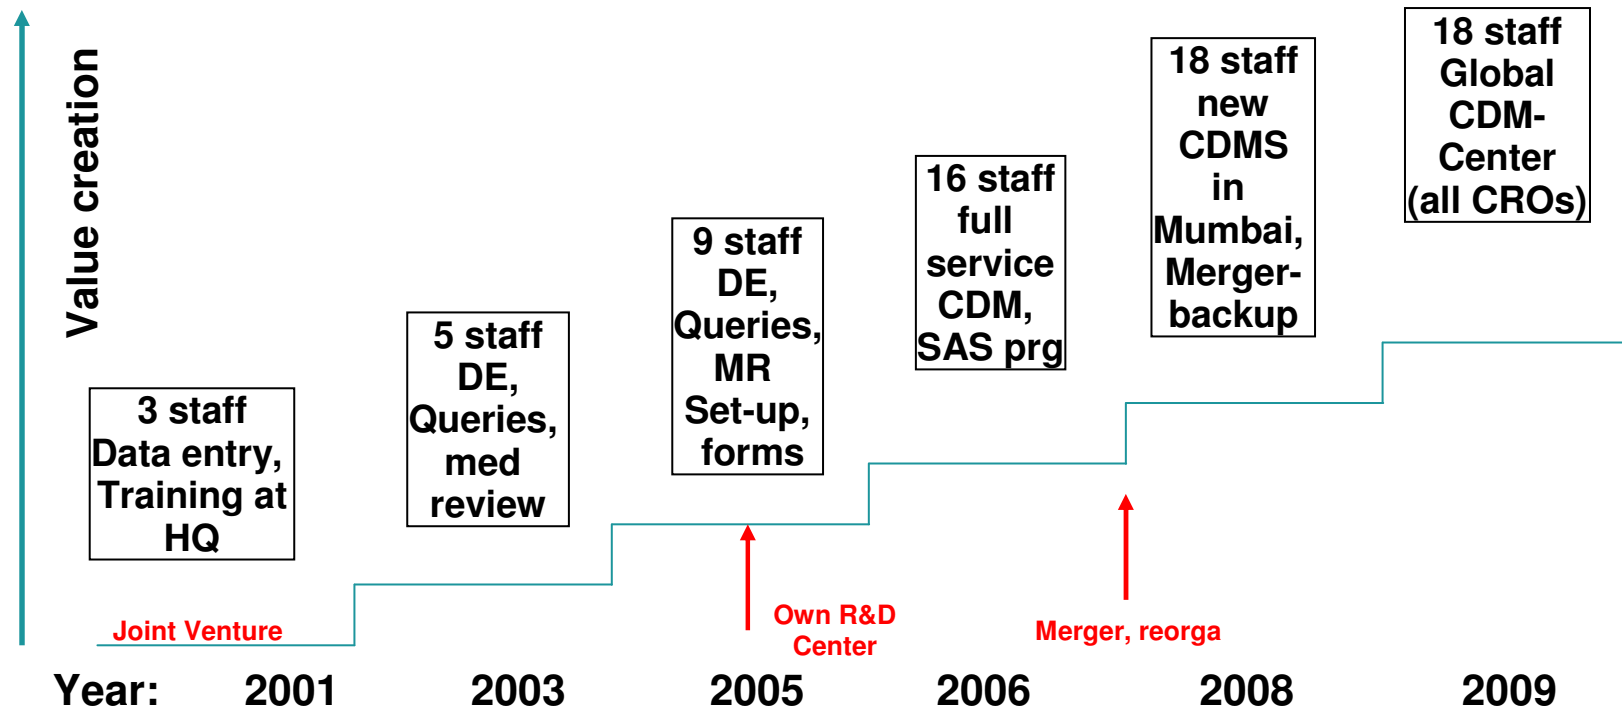 Value creation
3 staff
Data entry,
Training at
HQ
5 staff
DE,
Queries,
med
review
9 staff
DE,
Queries,
MR
Set-up,
forms
16 staff
full
service
CDM,
SAS prg
18 staff
new
CDMS
in
Mumbai,
Merger-
backup
18 staff
Global
CDM-
Center
(all CROs)
Joint Venture
Own R&D
Center
Merger, reorga
Year: 2001 2003 2005 2006 2008 2009